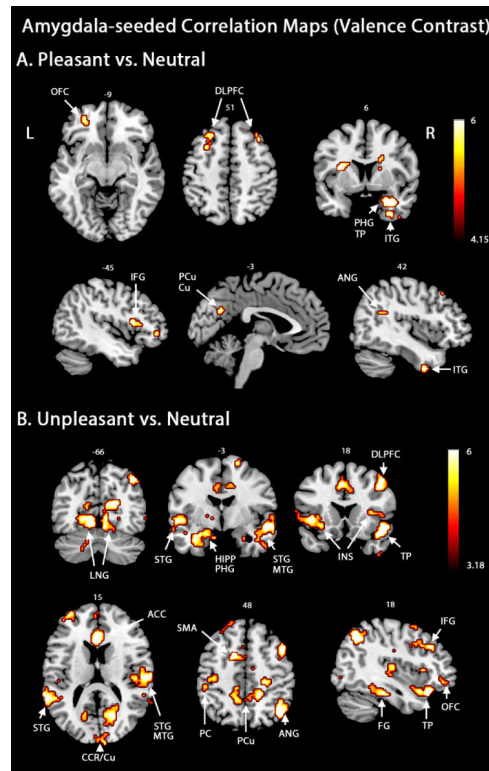 Amygdala-seeded Correlation Maps (Valence Contrast)
A. Pleasant vs. Neutral
OFC
-9
DLPFC
51
6
L
R
6
4.15
PHG
TP
ITG
-45
IFG
PCu
Cu
-3
ANG
42
ITG
B. Unpleasant vs. Neutral
-66
-3
18
DLPFC
6
3.18
LNG
STG
HIPP
PHG
STG
MTG
INS
TP
15
ACC
48
SMA
18
IFG
STG
STG
MTG
CCR/Cu
PC
PCu
ANG
FG
TP
OFC